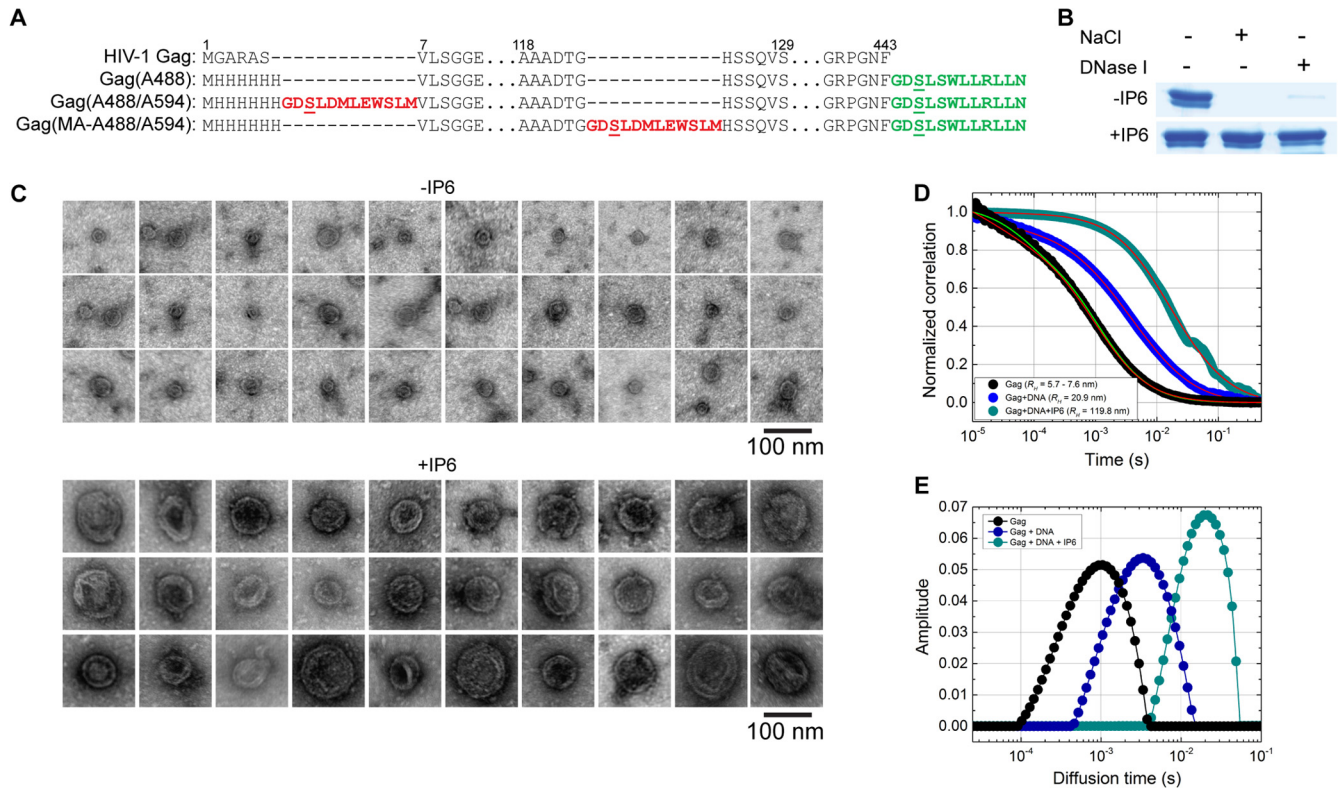 A
1 7 118 129 443
HIV-1 Gag: MGARAS--------------VLSGGE...AAADTG--------------HSSQVS...GRPGNF
Gag(A488) MHHHHHH--------------VLSGGE...AAADTG--------------HSSQVS...GRPGNFGDSLSWLLRLLN
Gag(A488/A594) MHHHHHHGDSLDMLEWSLMVLSGGE...AAADTG--------------HSSQVS...GRPGNFGDSLSWLLRLLN
Gag(MA-A488/A594) MHHHHHH--------------VLSGGE...AAADTGGDSLDMLEWSLMHSSQVS...GRPGNFGDSLSWLLRLLN
B
NaCl - + -
DNase I - - +
-IP6
+IP6
C
-IP6
100 nm
+IP6
100 nm
D
Normalized correlation
1.0
0.8
0.6
0.4
0.2
0.0
Gag (RH = 5.7 - 7.6 nm)
Gag+DNA (RH = 20.9 nm)
Gag+DNA+IP6 (RH = 119.8 nm)
10-5 10-4 10-3 10-2 10-1
Time (s)
E
Amplitude
0.07
0.06
0.05
0.04
0.03
0.02
0.01
0.00
Gag
Gag + DNA
Gag + DNA + IP6
10-4 10-3 10-2 10-1
Diffusion time (s)